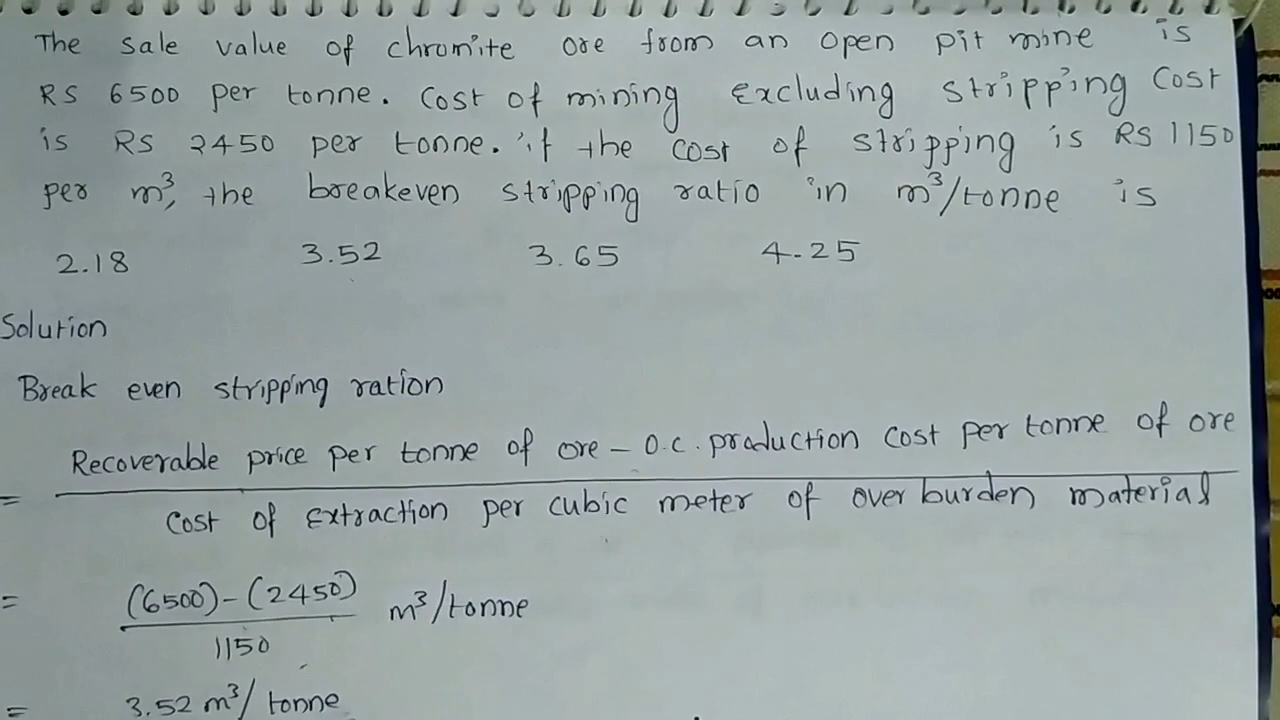 The sale value of chromite ore from an open pit mine is
RS 6500 per tonne. Cost of mining Excluding stripping Cost
is RS 2450 per tonne. if the cost of stripping is RS 1150
per m³, the breakeven stripping ratio in m³/tonne is
2.18 3.52 3.65 4.25
Solution
Break even stripping ration
= Recoverable price per tonne of ore - O.C. production cost per tonne of ore
Cost of Extraction per cubic meter of over burden material
= (6500) - (2450) m³/tonne
1150
= 3.52 m³/tonne